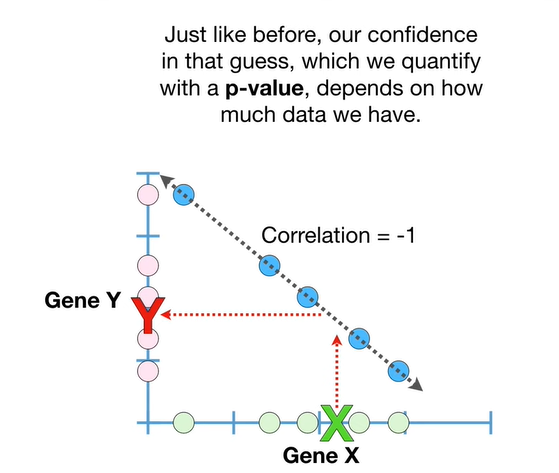 Just like before, our confidence
in that guess, which we quantify
with a p-value, depends on how
much data we have.
Correlation = -1
Gene Y
Y
X
Gene X